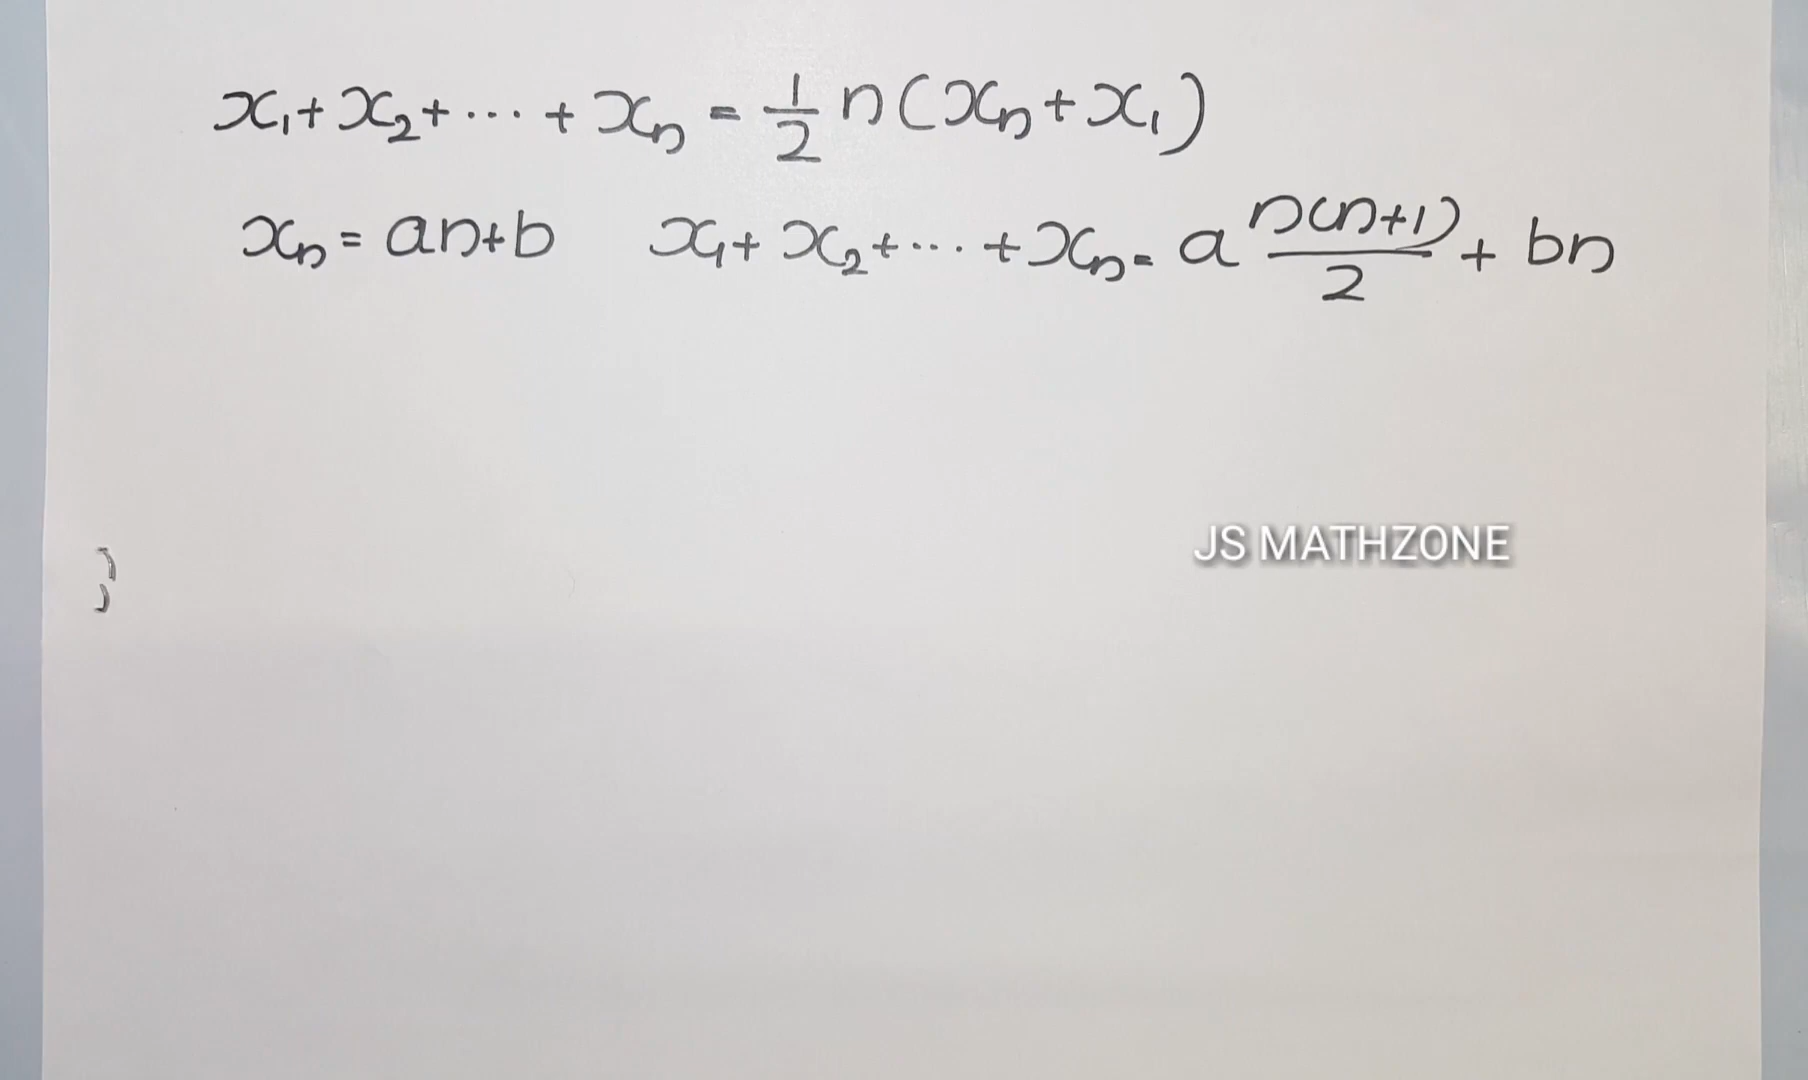 x₁+x₂+⋯+xₙ = ½ n(xₙ+x₁)
xₙ = an+b    x₁+x₂+⋯+xₙ = a n(n+1)/2 + bn
JS MATHZONE